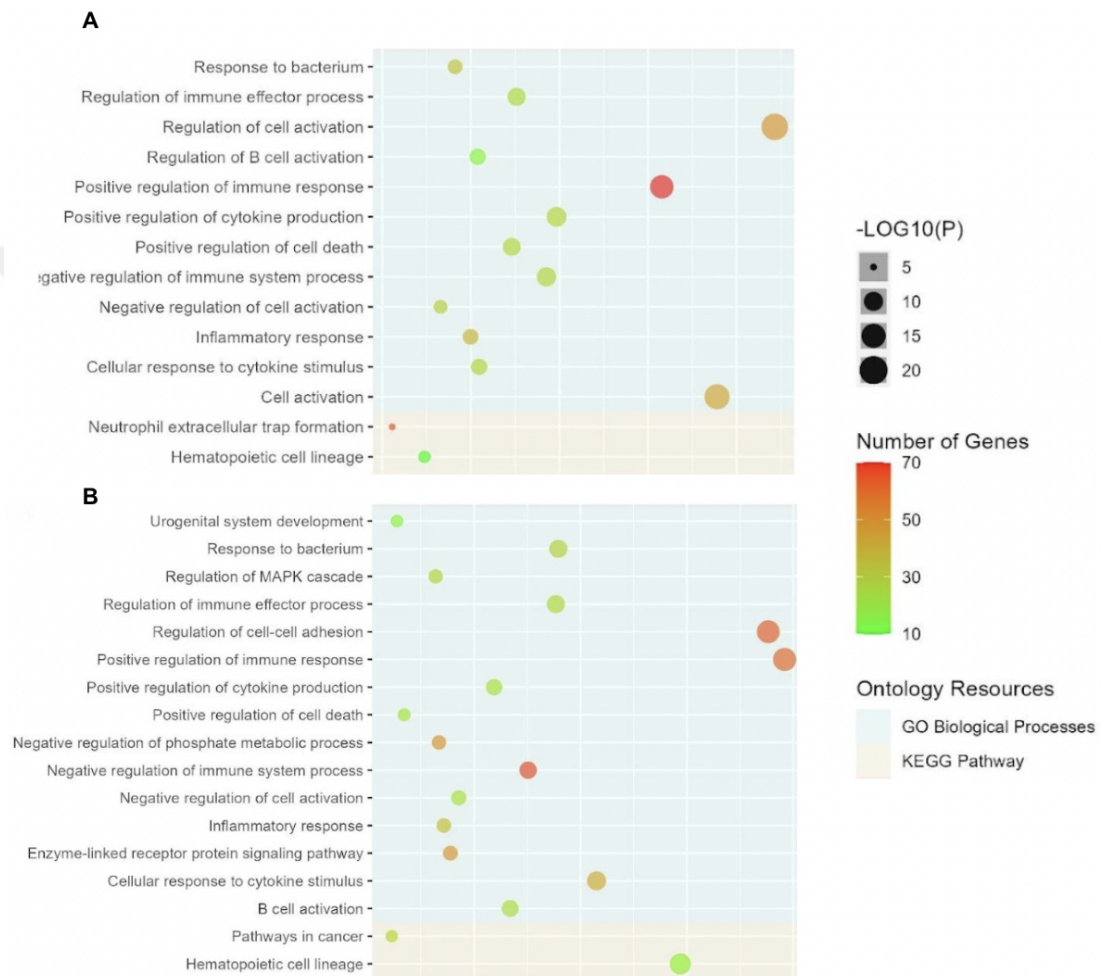 A
Response to bacterium
Regulation of immune effector process
Regulation of cell activation
Regulation of B cell activation
Positive regulation of immune response
Positive regulation of cytokine production
Positive regulation of cell death
egative regulation of immune system process
Negative regulation of cell activation
Inflammatory response
Cellular response to cytokine stimulus
Cell activation
Neutrophil extracellular trap formation
Hematopoietic cell lineage
B
Urogenital system development
Response to bacterium
Regulation of MAPK cascade
Regulation of immune effector process
Regulation of cell-cell adhesion
Positive regulation of immune response
Positive regulation of cytokine production
Positive regulation of cell death
Negative regulation of phosphate metabolic process
Negative regulation of immune system process
Negative regulation of cell activation
Inflammatory response
Enzyme-linked receptor protein signaling pathway
Cellular response to cytokine stimulus
B cell activation
Pathways in cancer
Hematopoietic cell lineage
-LOG10(P)
5
10
15
20
Number of Genes
70
50
30
10
Ontology Resources
GO Biological Processes
KEGG Pathway